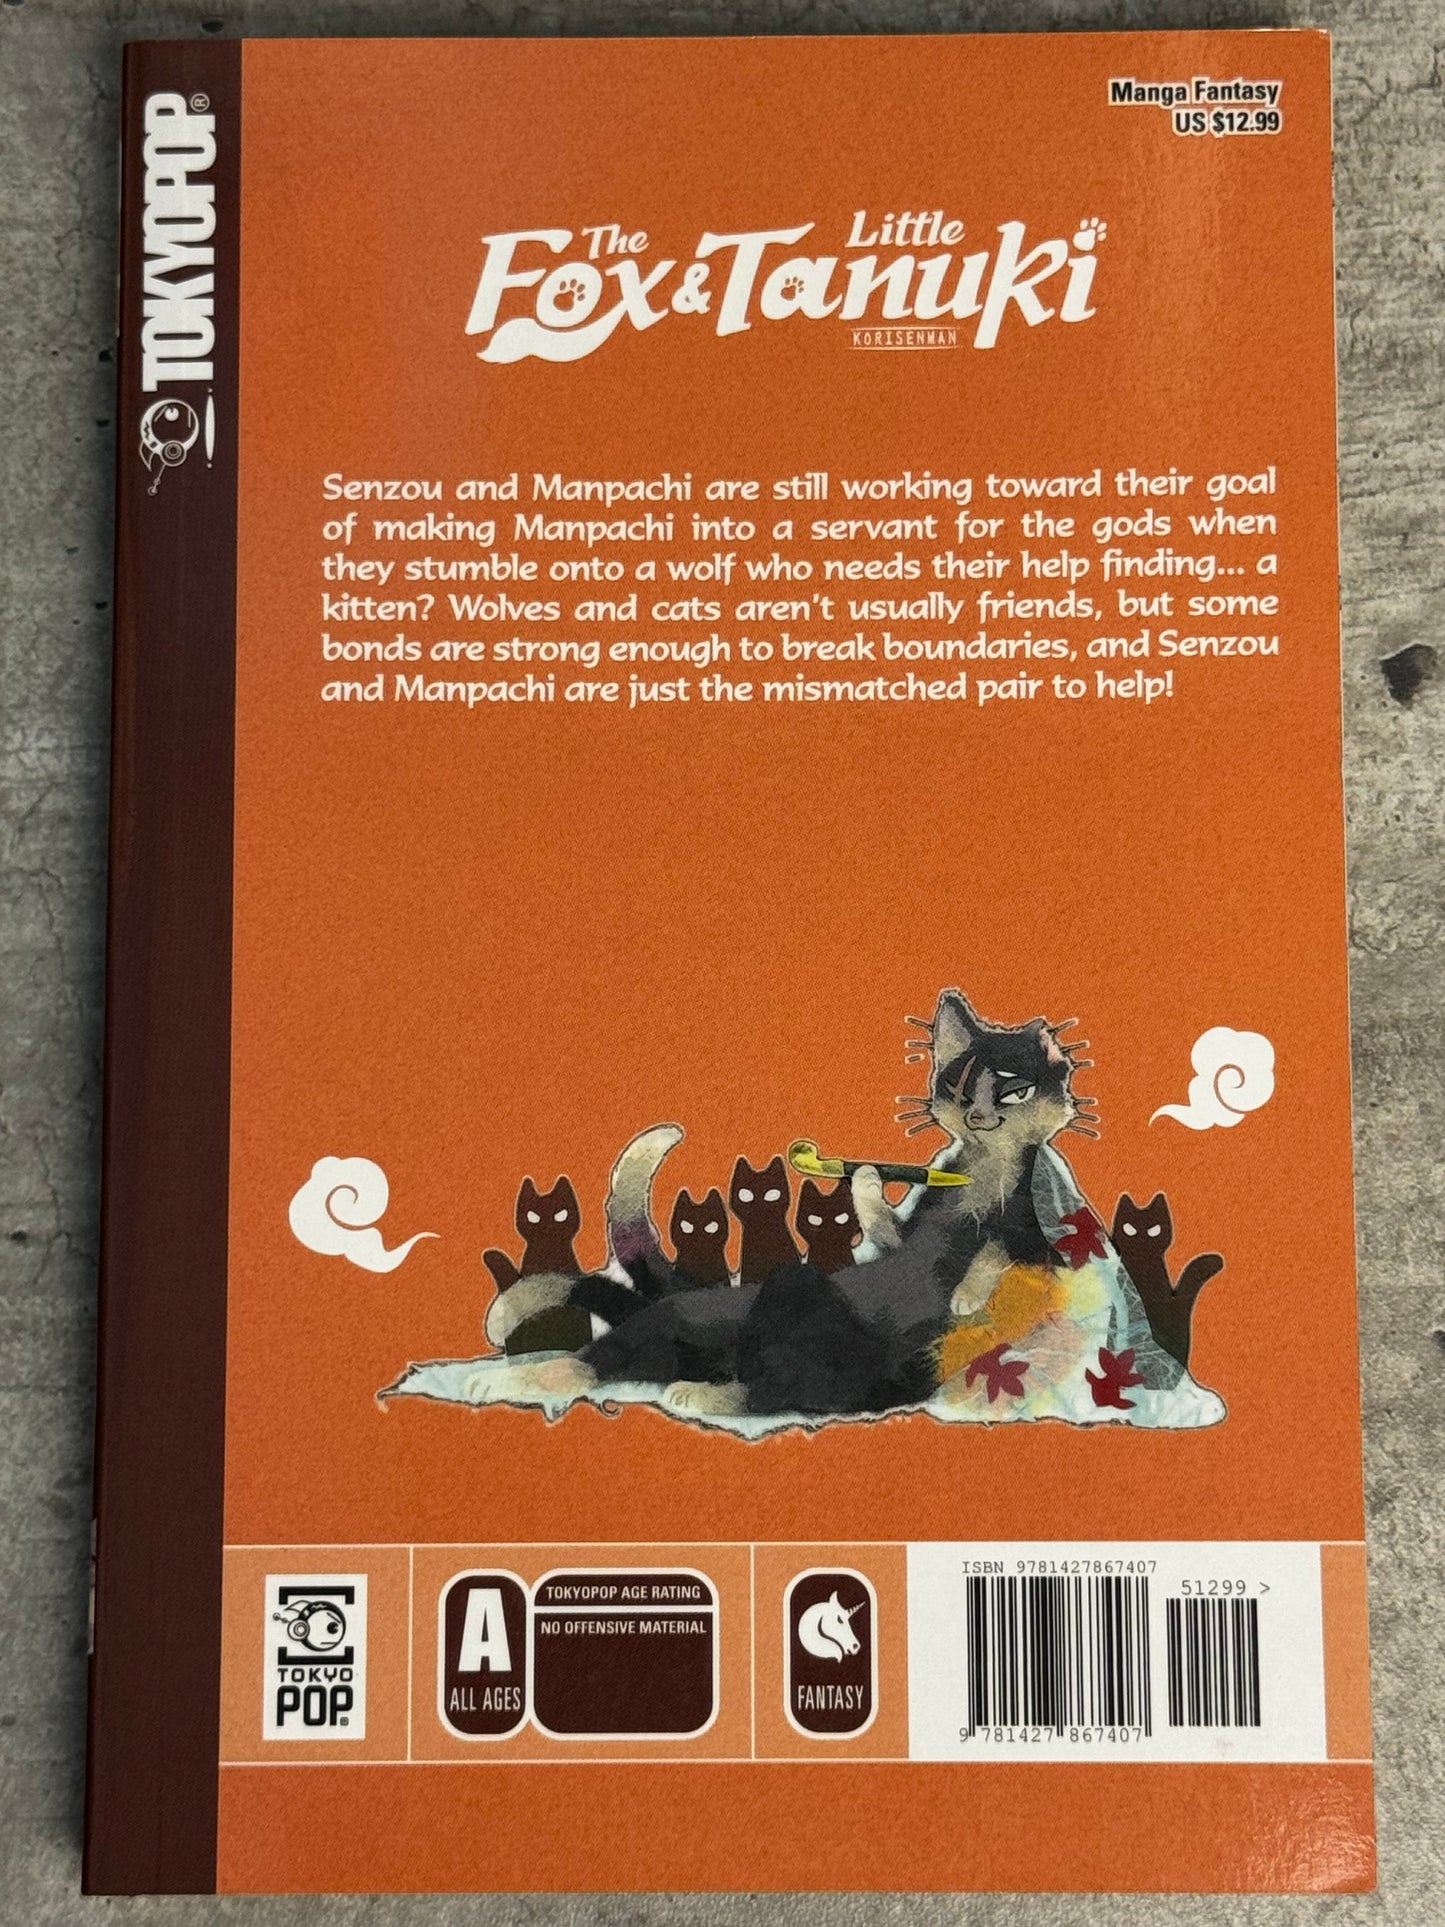 TOKYOPOP®
Manga Fantasy
US $12.99
The Little
Fox & Tanuki
KORISENMAN
Senzou and Manpachi are still working toward their goal
of making Manpachi into a servant for the gods when
they stumble onto a wolf who needs their help finding... a
kitten? Wolves and cats aren't usually friends, but some
bonds are strong enough to break boundaries, and Senzou
and Manpachi are just the mismatched pair to help!
TOKYO
POP®
A
ALL AGES
TOKYOPOP AGE RATING
NO OFFENSIVE MATERIAL
FANTASY
ISBN 9781427867407
51299 >
9 781427 867407